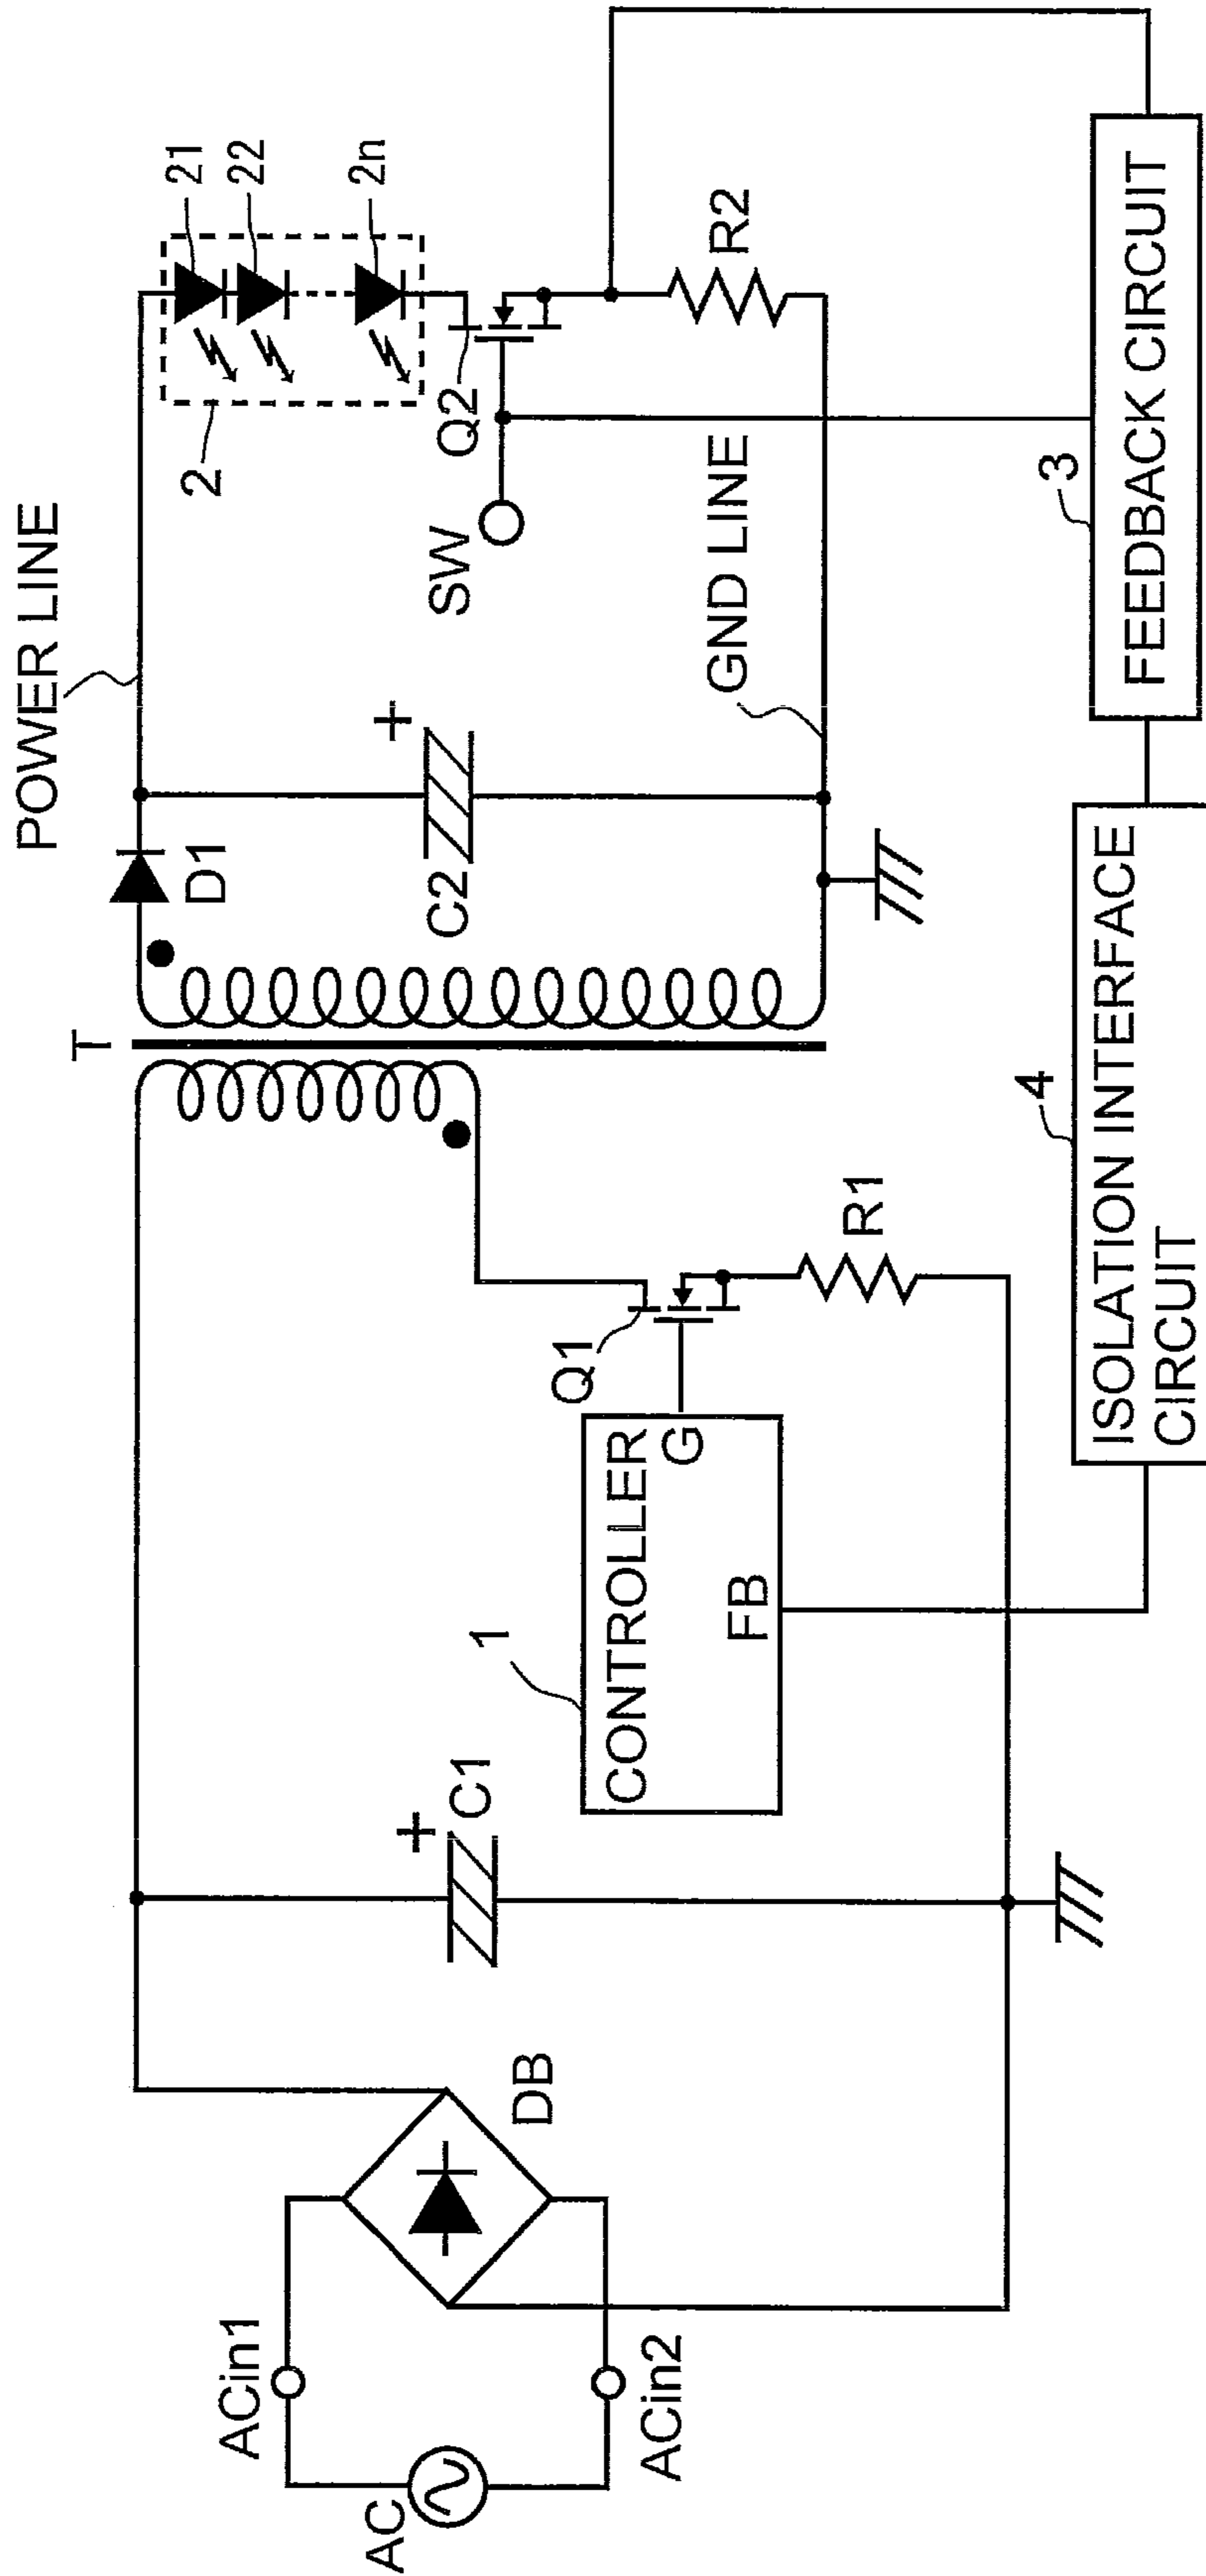 AC
ACin1
ACin2
DB
+
C1
1
CONTROLLER
G
FB
Q1
R1
T
D1
POWER LINE
+
C2
SW
Q2
2
21
22
2n
R2
GND LINE
3
FEEDBACK CIRCUIT
4
ISOLATION INTERFACE
CIRCUIT